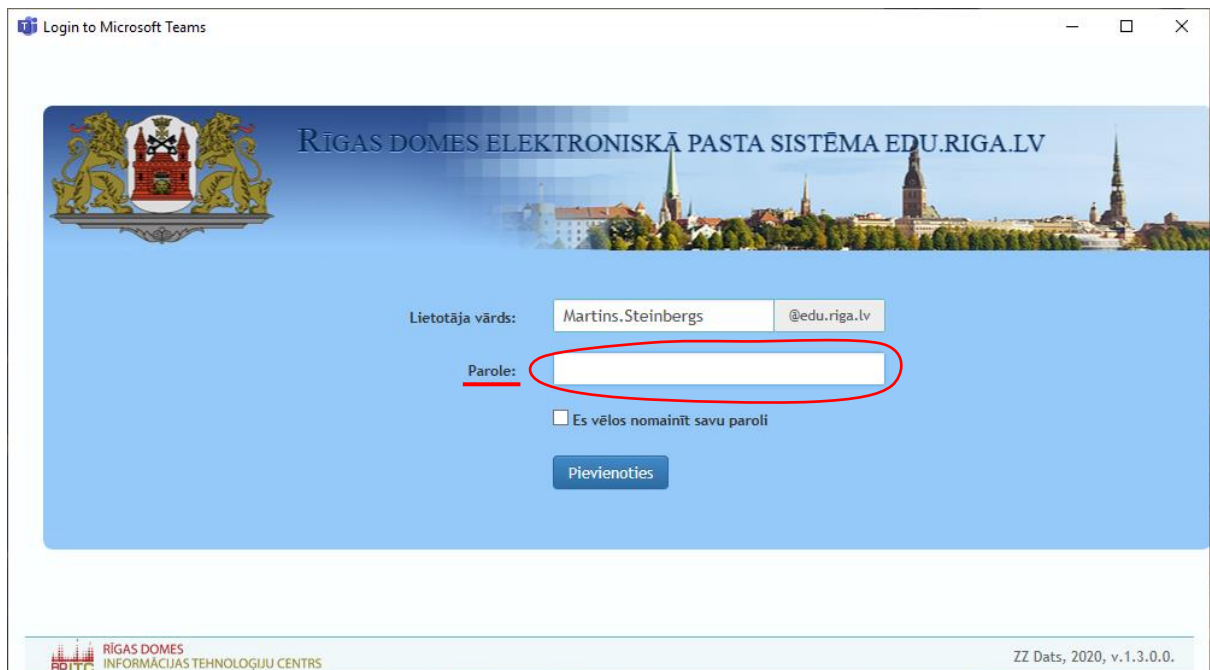 Login to Microsoft Teams
RĪGAS DOMES ELEKTRONISKĀ PASTA SISTĒMA EDU.RIGA.LV
Lietotāja vārds: Martins.Steinbergs @edu.riga.lv
Parole:
Es vēlos nomainīt savu paroli
Pievienoties
RĪGAS DOMES
INFORMĀCIJAS TEHNOLOĢIJU CENTRS
ZZ Dats, 2020, v.1.3.0.0.